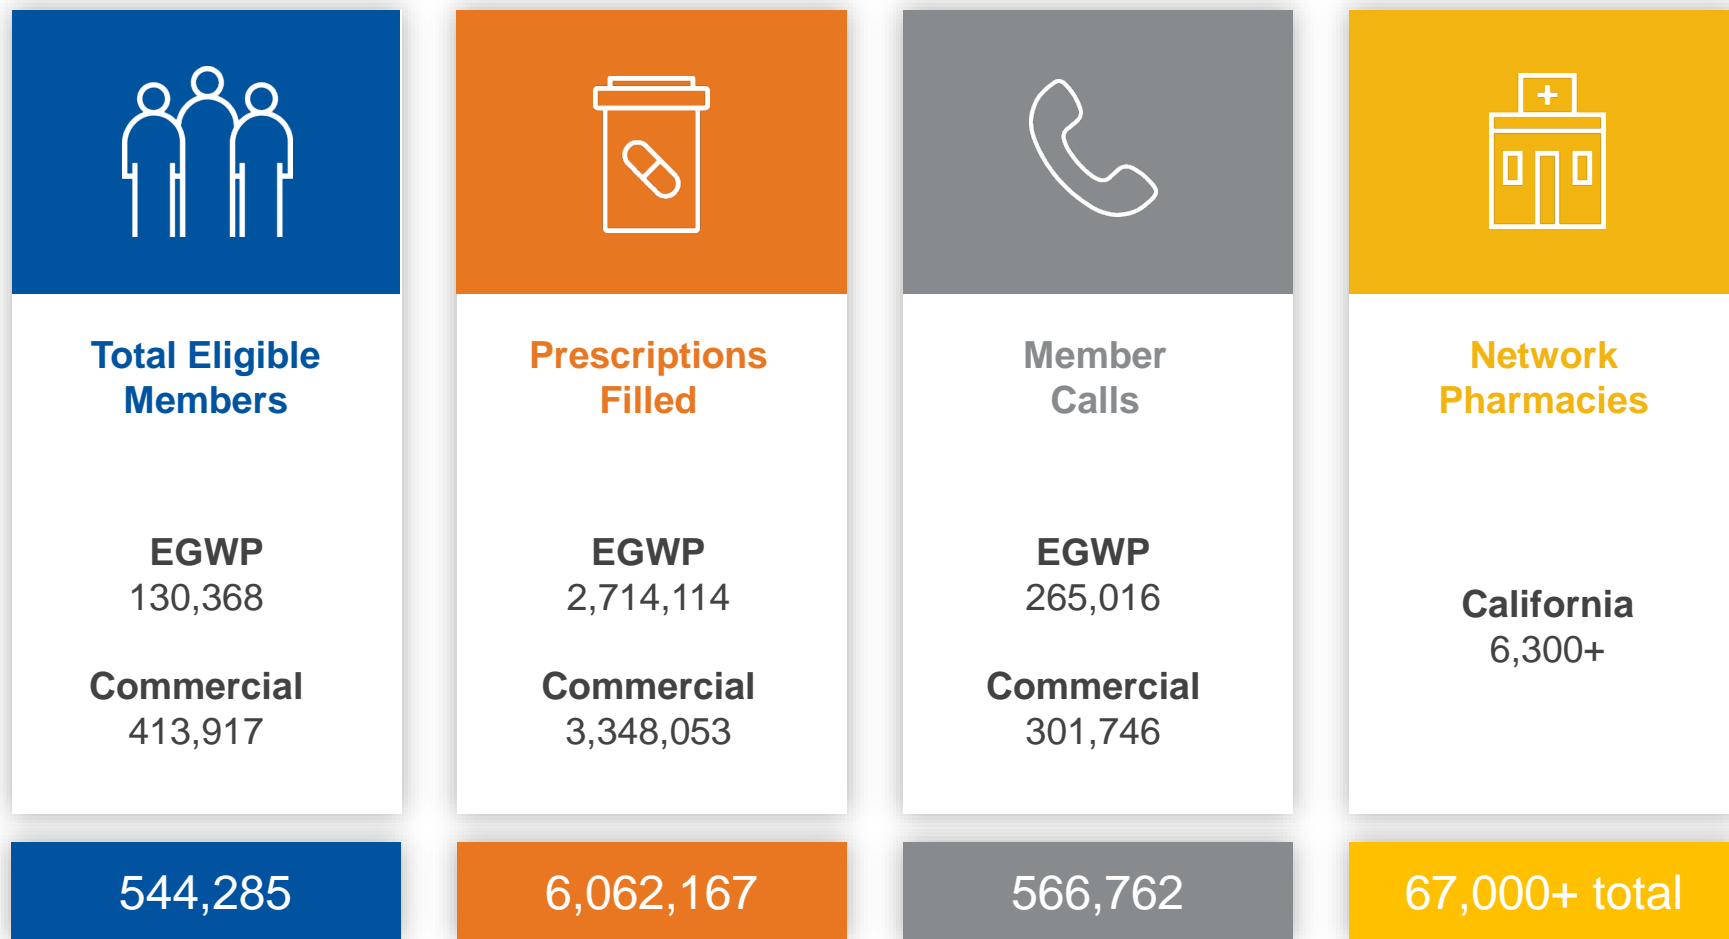 Total Eligible
Members
EGWP
130,368
Commercial
413,917
544,285
Prescriptions
Filled
EGWP
2,714,114
Commercial
3,348,053
6,062,167
Member
Calls
EGWP
265,016
Commercial
301,746
566,762
Network
Pharmacies
California
6,300+
67,000+ total